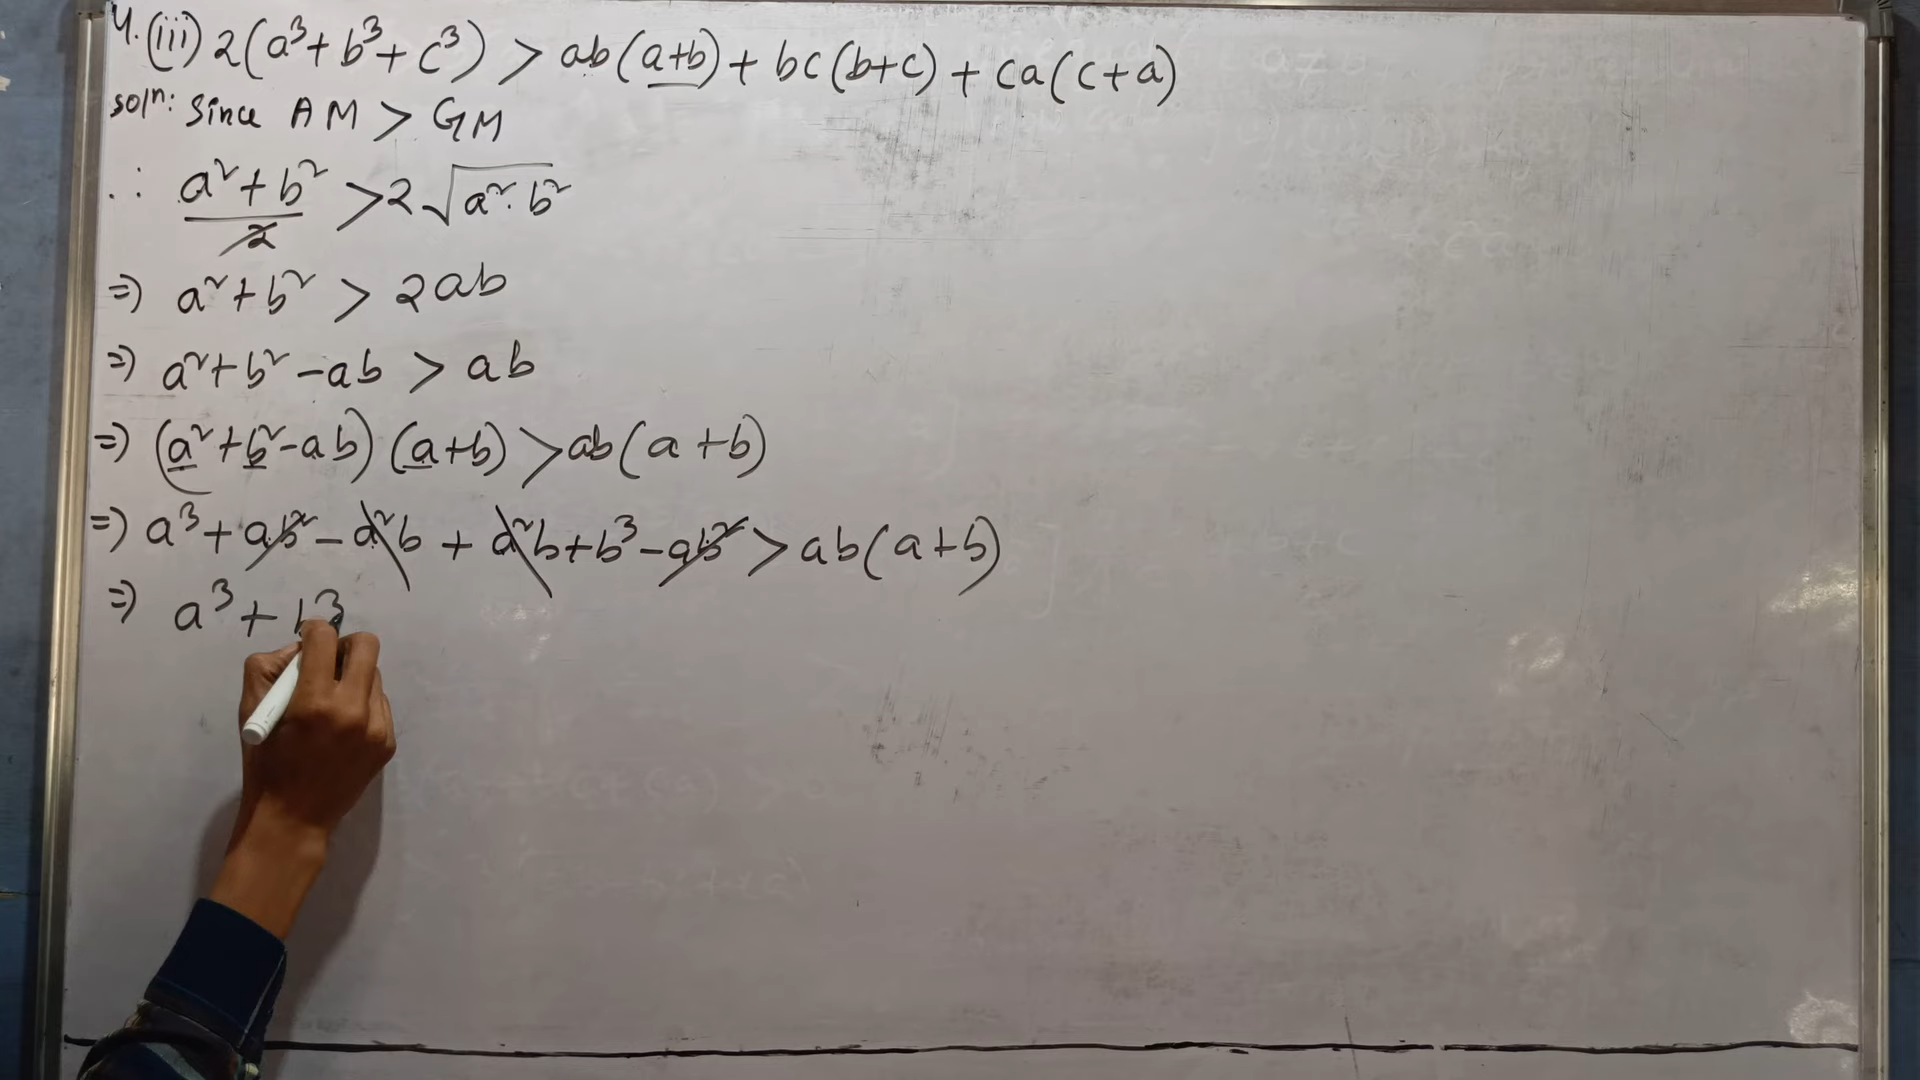 4. (iii) 2(a³+b³+c³) > ab(a+b) + bc(b+c) + ca(c+a)
solⁿ: Since AM > GM
∴ a²+b²/2 > 2√a².b²
⇒ a²+b² > 2ab
⇒ a²+b²-ab > ab
⇒ (a²+b²-ab)(a+b) > ab(a+b)
⇒ a³+ab²-a²b+a²b+b³-ab² > ab(a+b)
⇒ a³+b³